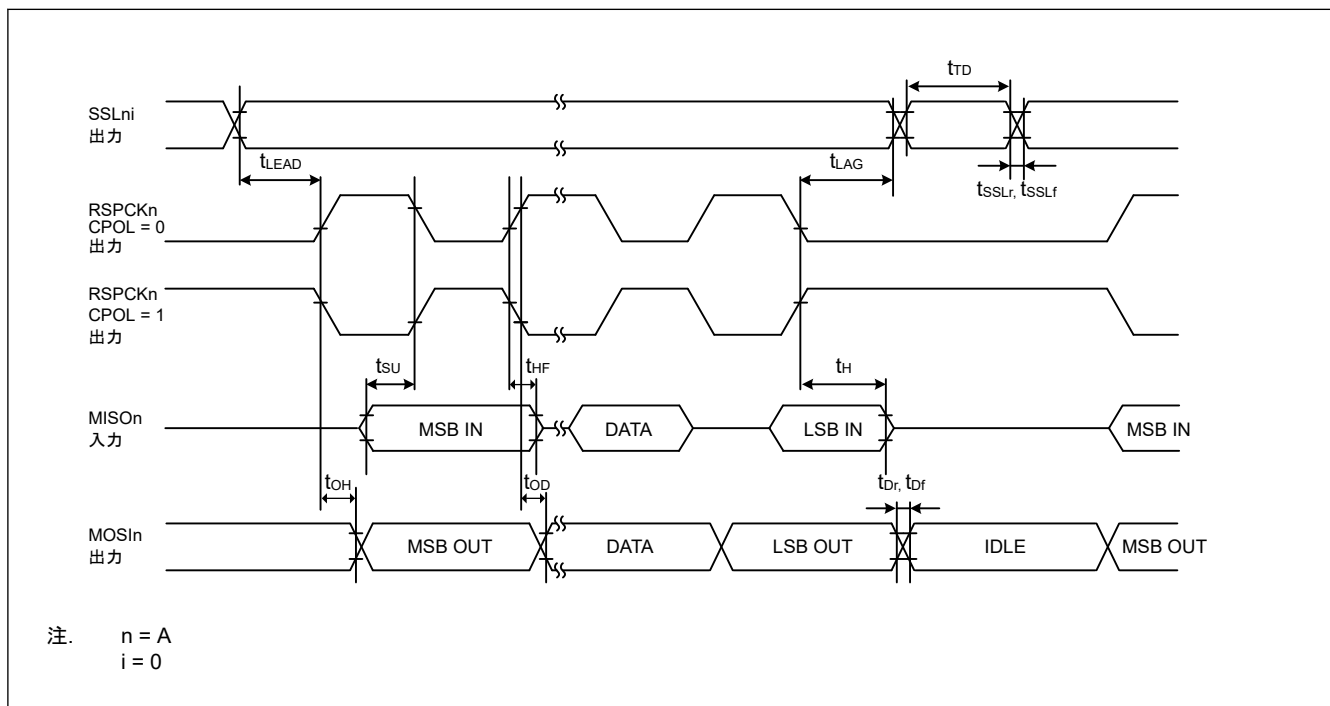 tTD
SSLni
出力
tLEAD
tLAG
tSSLr, tSSLf
RSPCKn
CPOL = 0
出力
RSPCKn
CPOL = 1
出力
tSU
tHF
tH
MISOn
入力
MSB IN
DATA
LSB IN
MSB IN
tOH
tOD
tDr, tDf
MOSIn
出力
MSB OUT
DATA
LSB OUT
IDLE
MSB OUT
注. n = A
i = 0